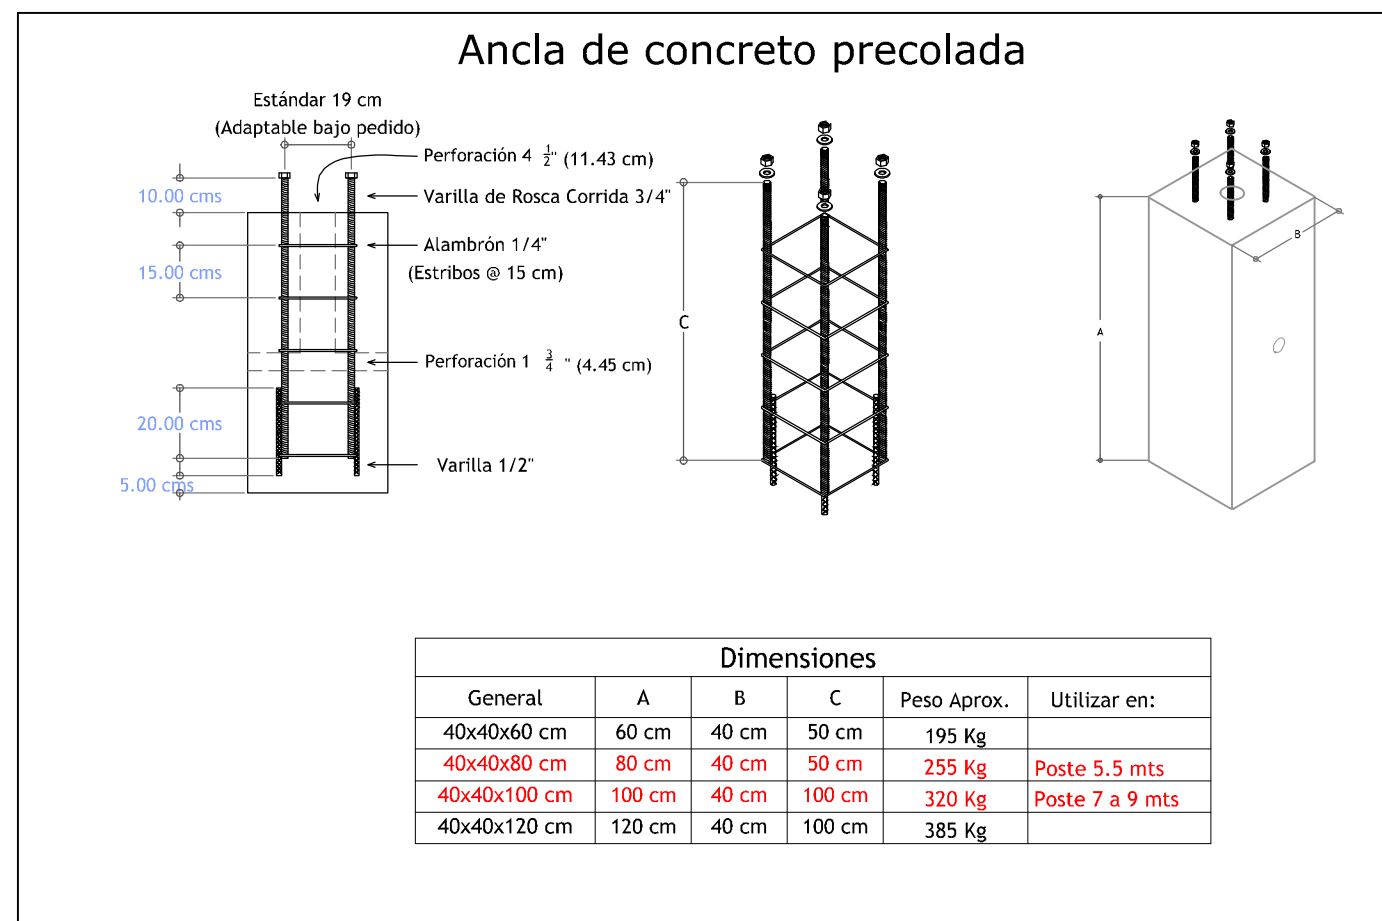 Ancla de concreto precolada
Estándar 19 cm
(Adaptable bajo pedido)
Perforación 4 1/2" (11.43 cm)
10.00 cms
Varilla de Rosca Corrida 3/4"
Alambrón 1/4"
15.00 cms
(Estribos @ 15 cm)
Perforación 1 3/4 " (4.45 cm)
20.00 cms
Varilla 1/2"
5.00 cms
C
A
B
Dimensiones
General A B C Peso Aprox. Utilizar en:
40x40x60 cm 60 cm 40 cm 50 cm 195 Kg
40x40x80 cm 80 cm 40 cm 50 cm 255 Kg Poste 5.5 mts
40x40x100 cm 100 cm 40 cm 100 cm 320 Kg Poste 7 a 9 mts
40x40x120 cm 120 cm 40 cm 100 cm 385 Kg